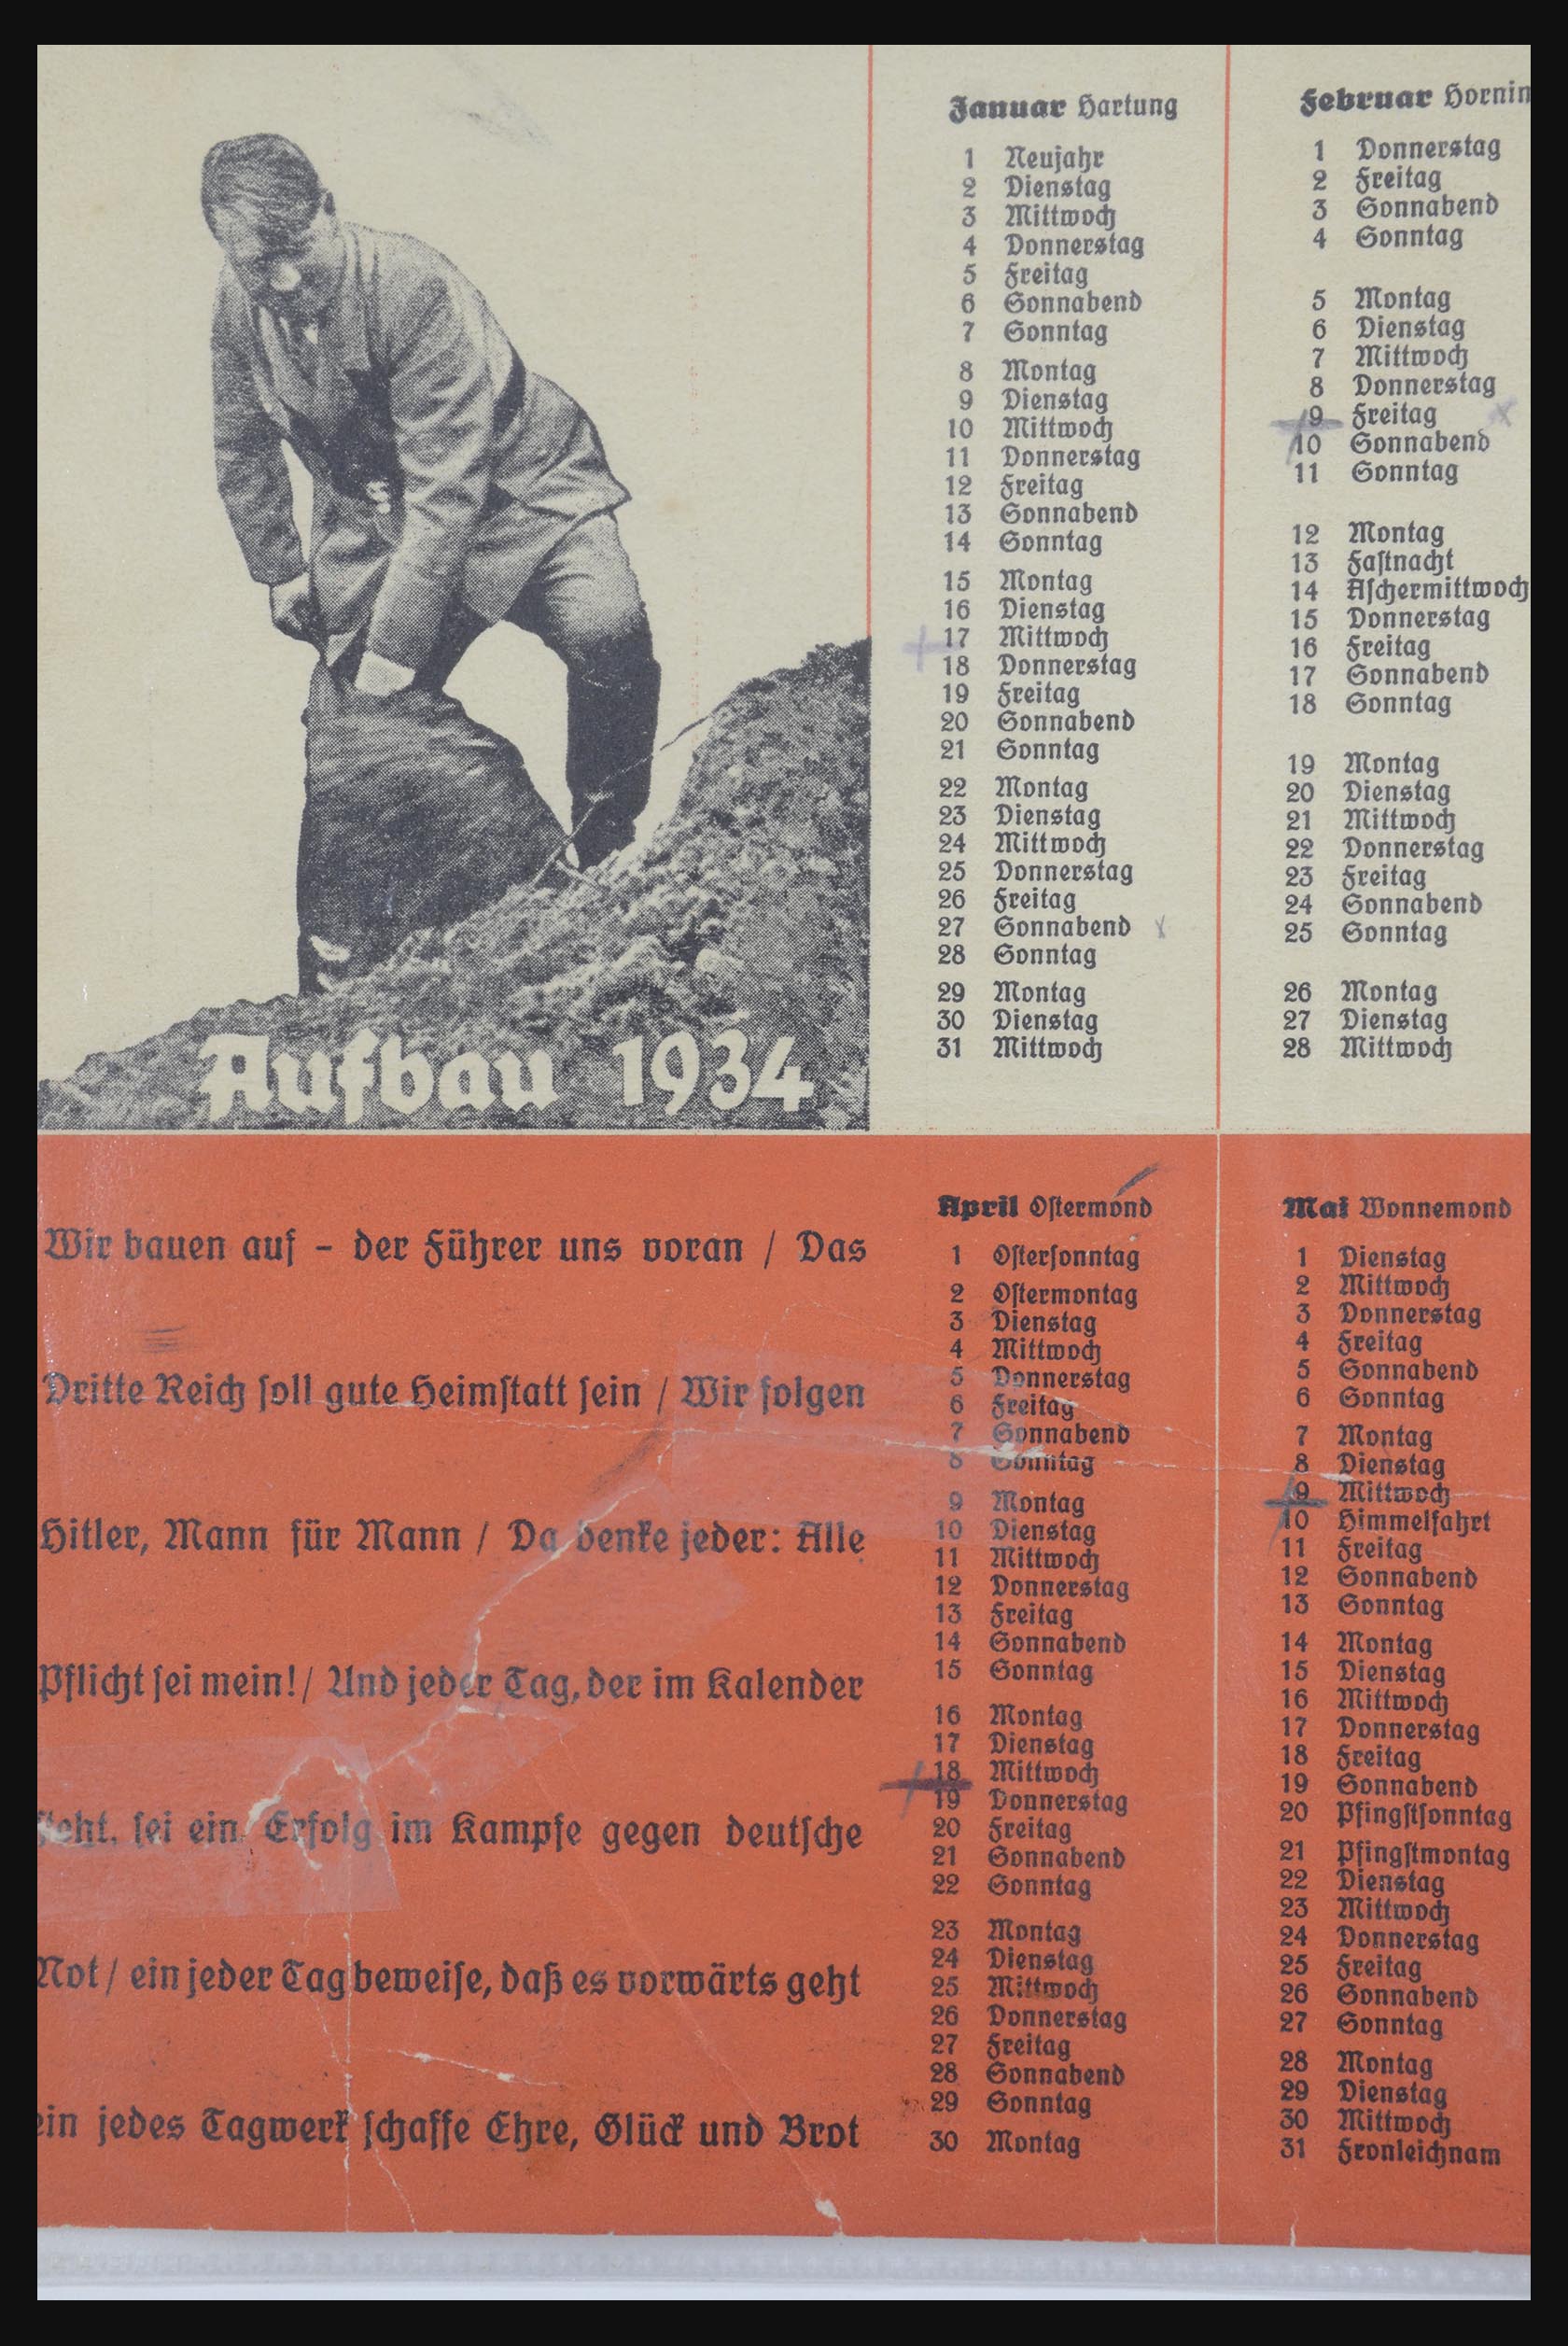 Aufbau 1934
Januar Hartung
1 Neujahr
2 Dienstag
3 Mittwoch
4 Donnerstag
5 Freitag
6 Sonnabend
7 Sonntag
8 Montag
9 Dienstag
10 Mittwoch
11 Donnerstag
12 Freitag
13 Sonnabend
14 Sonntag
15 Montag
16 Dienstag
17 Mittwoch
18 Donnerstag
19 Freitag
20 Sonnabend
21 Sonntag
22 Montag
23 Dienstag
24 Mittwoch
25 Donnerstag
26 Freitag
27 Sonnabend
28 Sonntag
29 Montag
30 Dienstag
31 Mittwoch
Februar Hornin
1 Donnerstag
2 Freitag
3 Sonnabend
4 Sonntag
5 Montag
6 Dienstag
7 Mittwoch
8 Donnerstag
9 Freitag
10 Sonnabend
11 Sonntag
12 Montag
13 Faſtnacht
14 Aſchermittwoch
15 Donnerstag
16 Freitag
17 Sonnabend
18 Sonntag
19 Montag
20 Dienstag
21 Mittwoch
22 Donnerstag
23 Freitag
24 Sonnabend
25 Sonntag
26 Montag
27 Dienstag
28 Mittwoch
Wir bauen auf – der Führer uns voran / Das
Dritte Reich ſoll gute Heimſtatt ſein / Wir folgen
Hitler, Mann für Mann / Da denke jeder: Alle
Pflicht ſei mein! / Und jeder Tag, der im Kalender
ſteht, ſei ein Erfolg im Kampfe gegen deutſche
Not / ein jeder Tag beweiſe, daß es vorwärts geht
ein jedes Tagwerk ſchaffe Ehre, Glück und Brot
April Oſtermond
1 Oſterſonntag
2 Oſtermontag
3 Dienstag
4 Mittwoch
5 Donnerstag
6 Freitag
7 Sonnabend
8 Sonntag
9 Montag
10 Dienstag
11 Mittwoch
12 Donnerstag
13 Freitag
14 Sonnabend
15 Sonntag
16 Montag
17 Dienstag
18 Mittwoch
19 Donnerstag
20 Freitag
21 Sonnabend
22 Sonntag
23 Montag
24 Dienstag
25 Mittwoch
26 Donnerstag
27 Freitag
28 Sonnabend
29 Sonntag
30 Montag
Mai Wonnemond
1 Dienstag
2 Mittwoch
3 Donnerstag
4 Freitag
5 Sonnabend
6 Sonntag
7 Montag
8 Dienstag
9 Mittwoch
10 Himmelfahrt
11 Freitag
12 Sonnabend
13 Sonntag
14 Montag
15 Dienstag
16 Mittwoch
17 Donnerstag
18 Freitag
19 Sonnabend
20 Pfingſtſonntag
21 Pfingſtmontag
22 Dienstag
23 Mittwoch
24 Donnerstag
25 Freitag
26 Sonnabend
27 Sonntag
28 Montag
29 Dienstag
30 Mittwoch
31 Fronleichnam